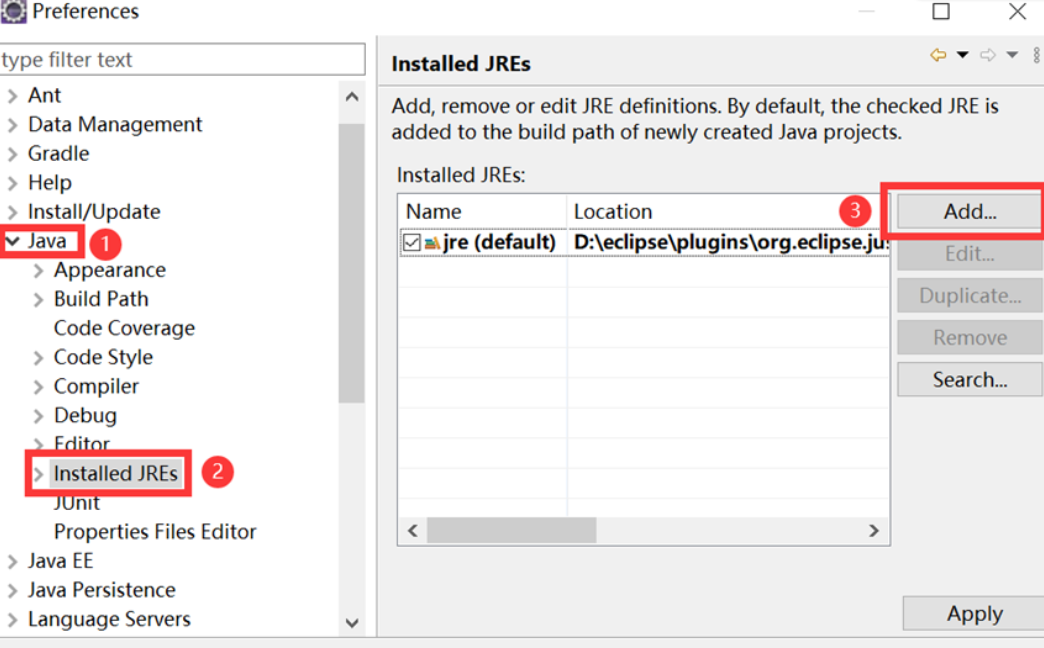 Preferences
type filter text
Ant
Data Management
Gradle
Help
Install/Update
Java
1
Appearance
Build Path
Code Coverage
Code Style
Compiler
Debug
Editor
Installed JREs
2
JUnit
Properties Files Editor
Java EE
Java Persistence
Language Servers
Installed JREs
Add, remove or edit JRE definitions. By default, the checked JRE is
added to the build path of newly created Java projects.
Installed JREs:
Name Location
jre (default) D:\eclipse\plugins\org.eclipse.jus
3
Add...
Edit...
Duplicate...
Remove
Search...
Apply